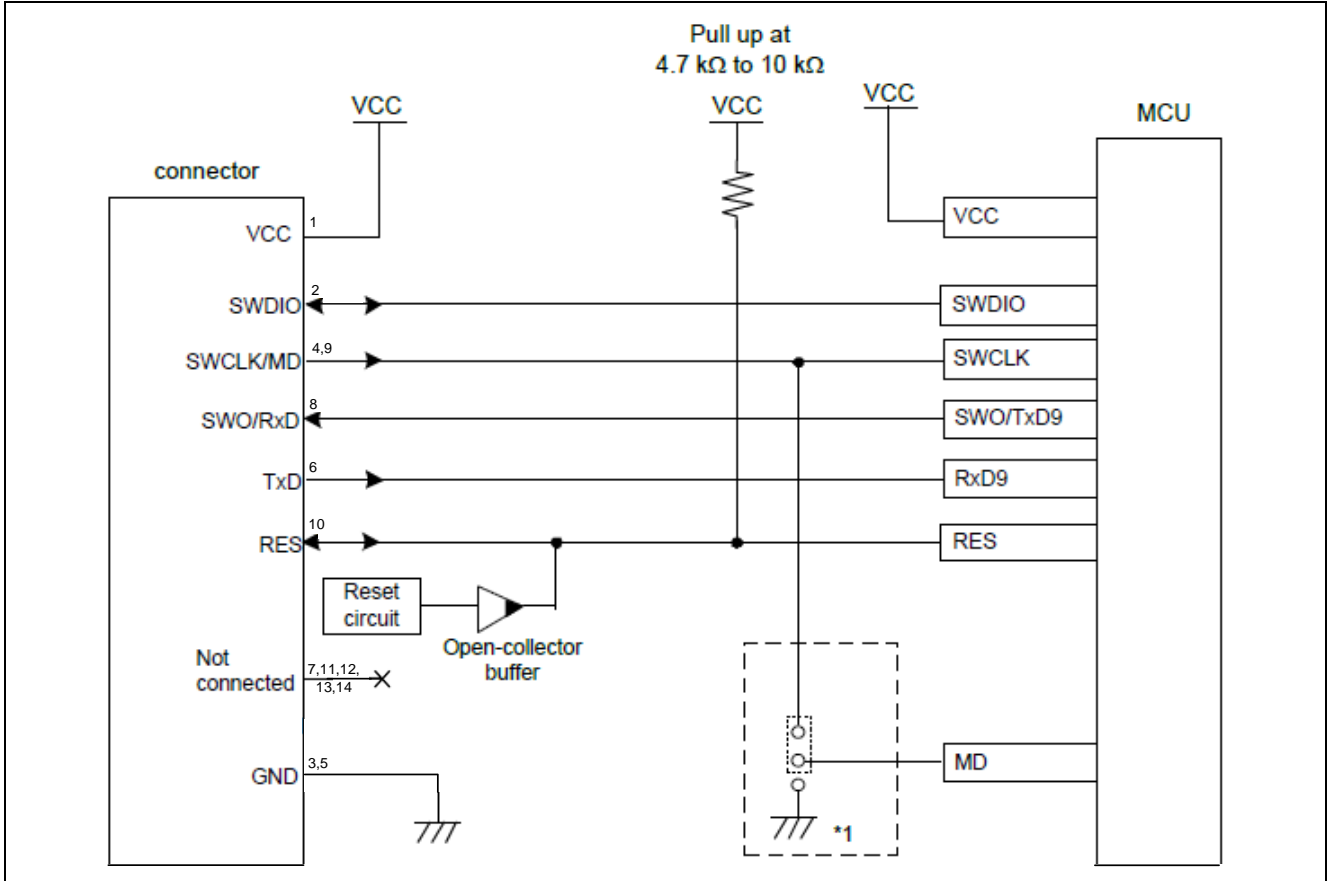 Pull up at
4.7 kΩ to 10 kΩ
VCC
VCC
VCC
MCU
connector
VCC
1
VCC
SWDIO
2
SWDIO
SWCLK/MD
4,9
SWCLK
SWO/RxD
8
SWO/TxD9
TxD
6
RxD9
RES
10
RES
Reset
circuit
Open-collector
buffer
Not
connected
7,11,12,
13,14
MD
GND
3,5
*1